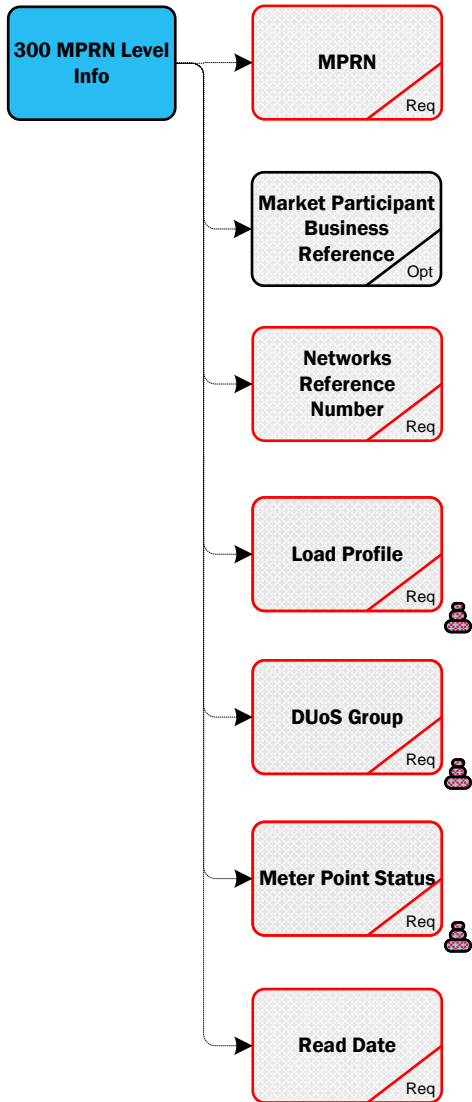 300 MPRN Level
Info
MPRN
Req
Market Participant
Business
Reference
Opt
Networks
Reference
Number
Req
Load Profile
Req
DUoS Group
Req
Meter Point Status
Req
Read Date
Req